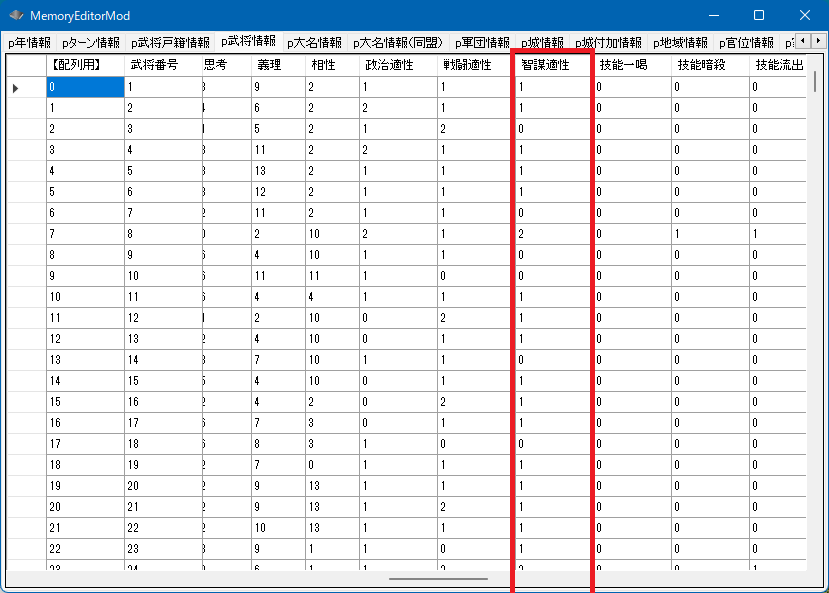 MemoryEditorMod
p年情報 pターン情報 p武将戸籍情報 p武将情報 p大名情報 p大名情報(同盟) p軍団情報 p城情報 p城付加情報 p地域情報 p官位情報
【配列用】 武将番号 思考 義理 相性 政治適性 戦闘適性 智謀適性 技能一喝 技能暗殺 技能流出
0 1 3 9 2 1 1 1 0 0 0
1 2 4 6 2 2 1 1 0 0 0
2 3 1 5 2 1 2 0 0 0 0
3 4 3 11 2 2 1 1 0 0 0
4 5 3 13 2 1 1 1 0 0 0
5 6 3 12 2 1 1 1 0 0 0
6 7 2 11 2 1 1 0 0 0 0
7 8 0 2 10 2 1 2 0 1 1
8 9 6 4 10 1 1 0 0 0 0
9 10 6 11 11 1 0 0 0 0 0
10 11 6 4 4 1 1 1 0 0 0
11 12 1 2 10 0 2 1 0 0 0
12 13 2 4 10 0 1 1 0 0 0
13 14 3 7 10 1 1 0 0 0 0
14 15 5 4 10 0 1 1 0 0 0
15 16 2 4 2 0 2 1 0 0 0
16 17 6 7 3 0 1 1 0 0 0
17 18 6 8 3 1 0 0 0 0 0
18 19 2 7 0 1 1 1 0 0 0
19 20 2 9 13 1 1 1 0 0 0
20 21 2 9 13 1 2 1 0 0 0
21 22 2 10 13 1 1 1 0 0 0
22 23 3 9 1 1 0 1 0 0 0
23 24 6 1 1 2 2 0 0 1